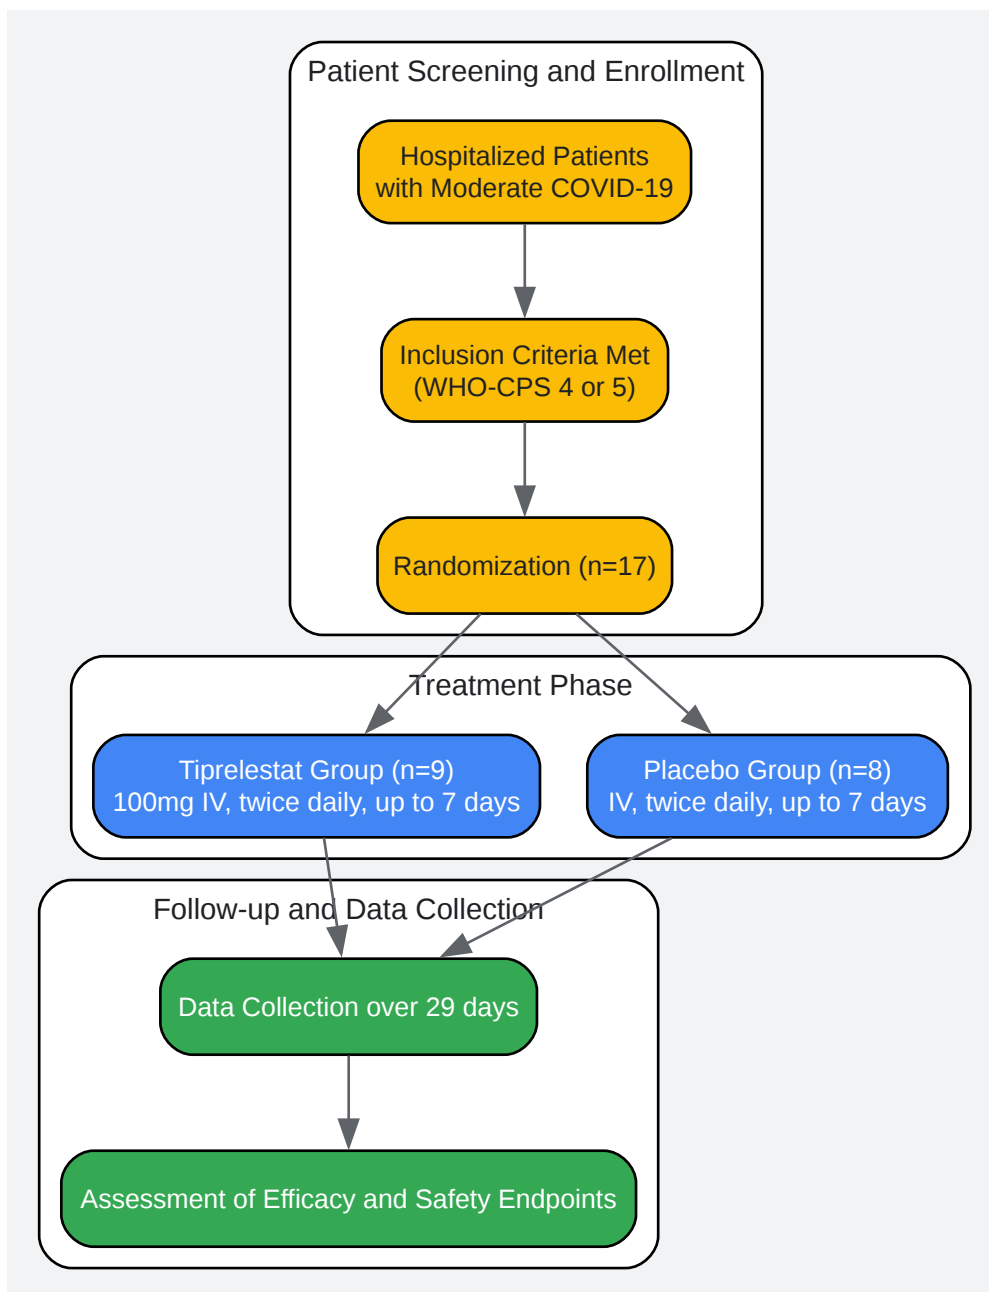 Patient Screening and Enrollment
Hospitalized Patients
with Moderate COVID-19
Inclusion Criteria Met
(WHO-CPS 4 or 5)
Randomization (n=17)
Treatment Phase
Tiprelestat Group (n=9)
100mg IV, twice daily, up to 7 days
Placebo Group (n=8)
IV, twice daily, up to 7 days
Follow-up and Data Collection
Data Collection over 29 days
Assessment of Efficacy and Safety Endpoints